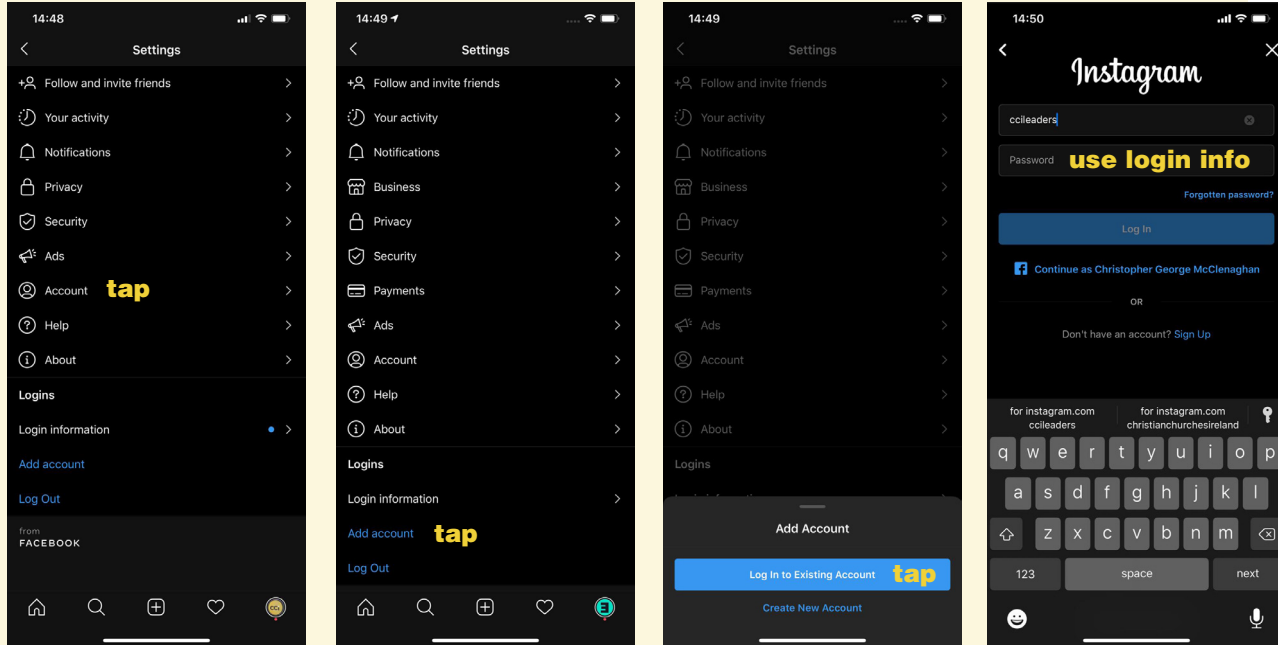 14:48
Settings
Follow and invite friends
Your activity
Notifications
Privacy
Security
Ads
Account tap
Help
About
Logins
Login information
Add account
Log Out
from
FACEBOOK
14:49
Settings
Follow and invite friends
Your activity
Notifications
Business
Privacy
Security
Payments
Ads
Account
Help
About
Logins
Login information
Add account tap
Log Out
14:49
Settings
Follow and invite friends
Your activity
Notifications
Business
Privacy
Security
Payments
Ads
Account
Help
About
Logins
Add Account
Log In to Existing Account tap
Create New Account
14:50
Instagram
ccileaders
Password use login info
Forgotten password?
Log In
Continue as Christopher George McClenaghan
OR
Don't have an account? Sign Up
for instagram.com for instagram.com
ccileaders christianchurchesireland
q w e r t y u i o p
a s d f g h j k l
z x c v b n m
123 space next